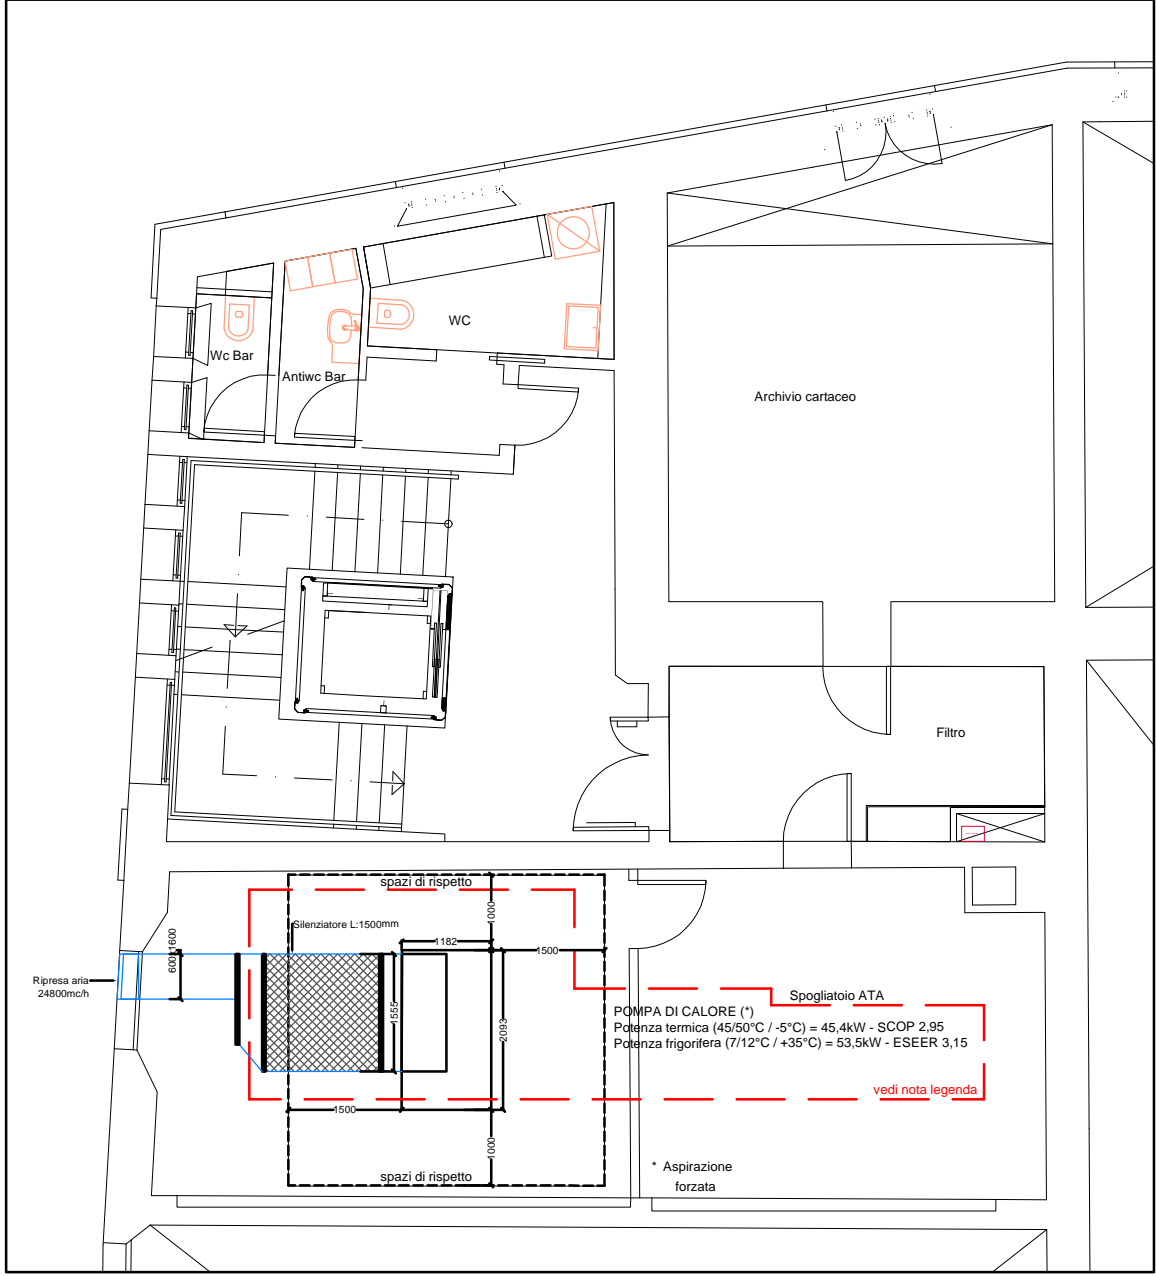 WC
Wc Bar
Antiwc Bar
Archivio cartaceo
Filtro
spazi di rispetto
Silenziatore L:1500mm
1000
1182
1500
600x1600
Ripresa aria
24800mc/h
1555
2093
Spogliatoio ATA
POMPA DI CALORE (*)
Potenza termica (45/50°C / -5°C) = 45,4kW - SCOP 2,95
Potenza frigorifera (7/12°C / +35°C) = 53,5kW - ESEER 3,15
vedi nota legenda
1500
1000
spazi di rispetto
* Aspirazione
forzata